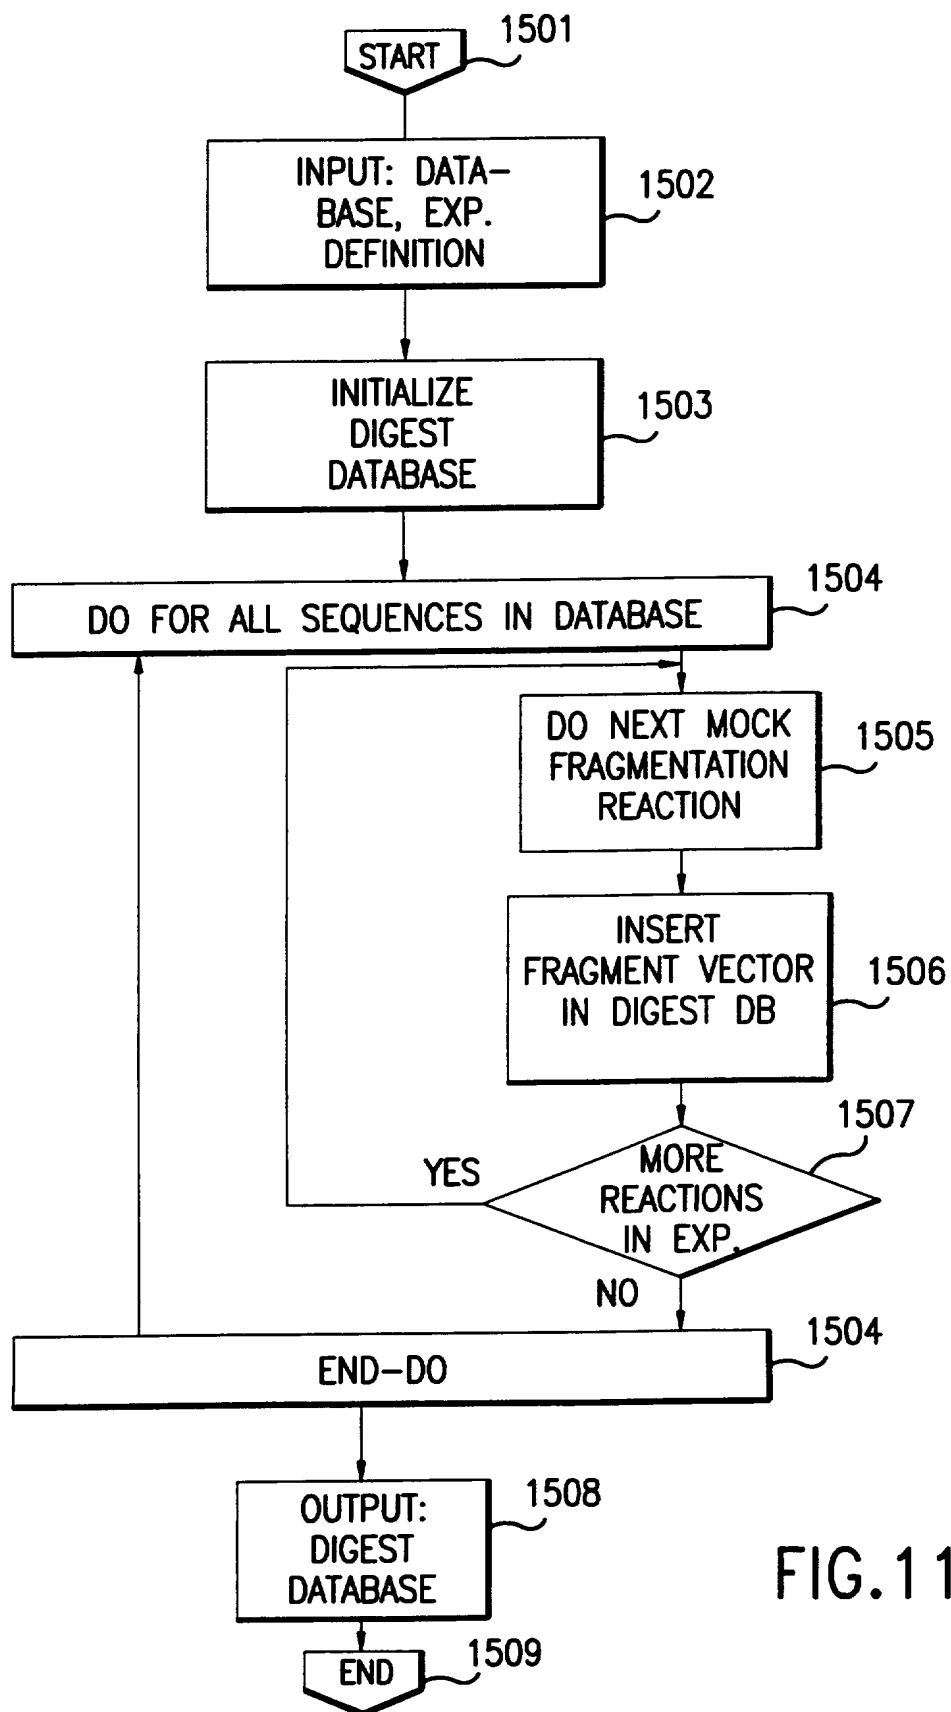 START
1501
INPUT: DATA-
BASE, EXP.
DEFINITION
1502
INITIALIZE
DIGEST
DATABASE
1503
DO FOR ALL SEQUENCES IN DATABASE
1504
DO NEXT MOCK
FRAGMENTATION
REACTION
1505
INSERT
FRAGMENT VECTOR
IN DIGEST DB
1506
MORE
REACTIONS
IN EXP.
1507
YES
NO
END-DO
1504
OUTPUT:
DIGEST
DATABASE
1508
END
1509
FIG.11